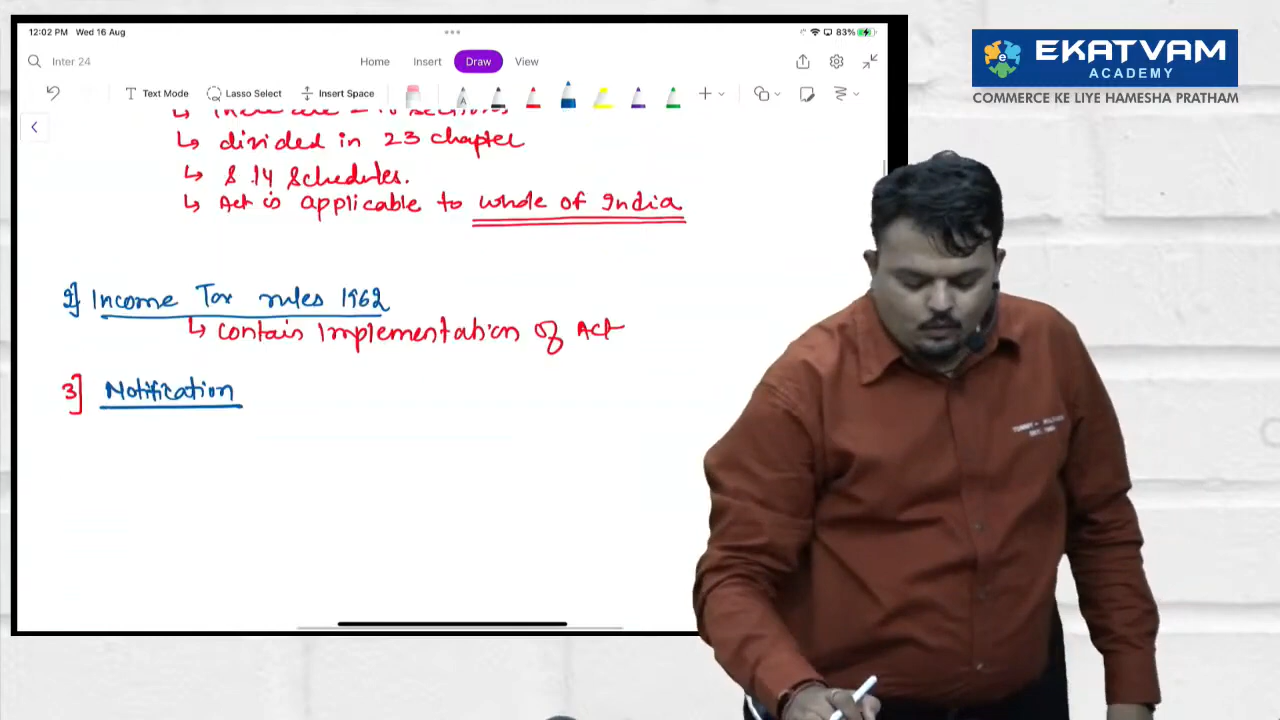 12:02 PM Wed 16 Aug
83%
Inter 24
Home Insert Draw View
Text Mode Lasso Select Insert Space
↳ divided in 23 chapter
↳ & 14 Schedules.
↳ Act is applicable to whole of India
2] Income Tax rules 1962
↳ Contain Implementation of Act
3] Notification
EKATVAM
ACADEMY
COMMERCE KE LIYE HAMESHA PRATHAM